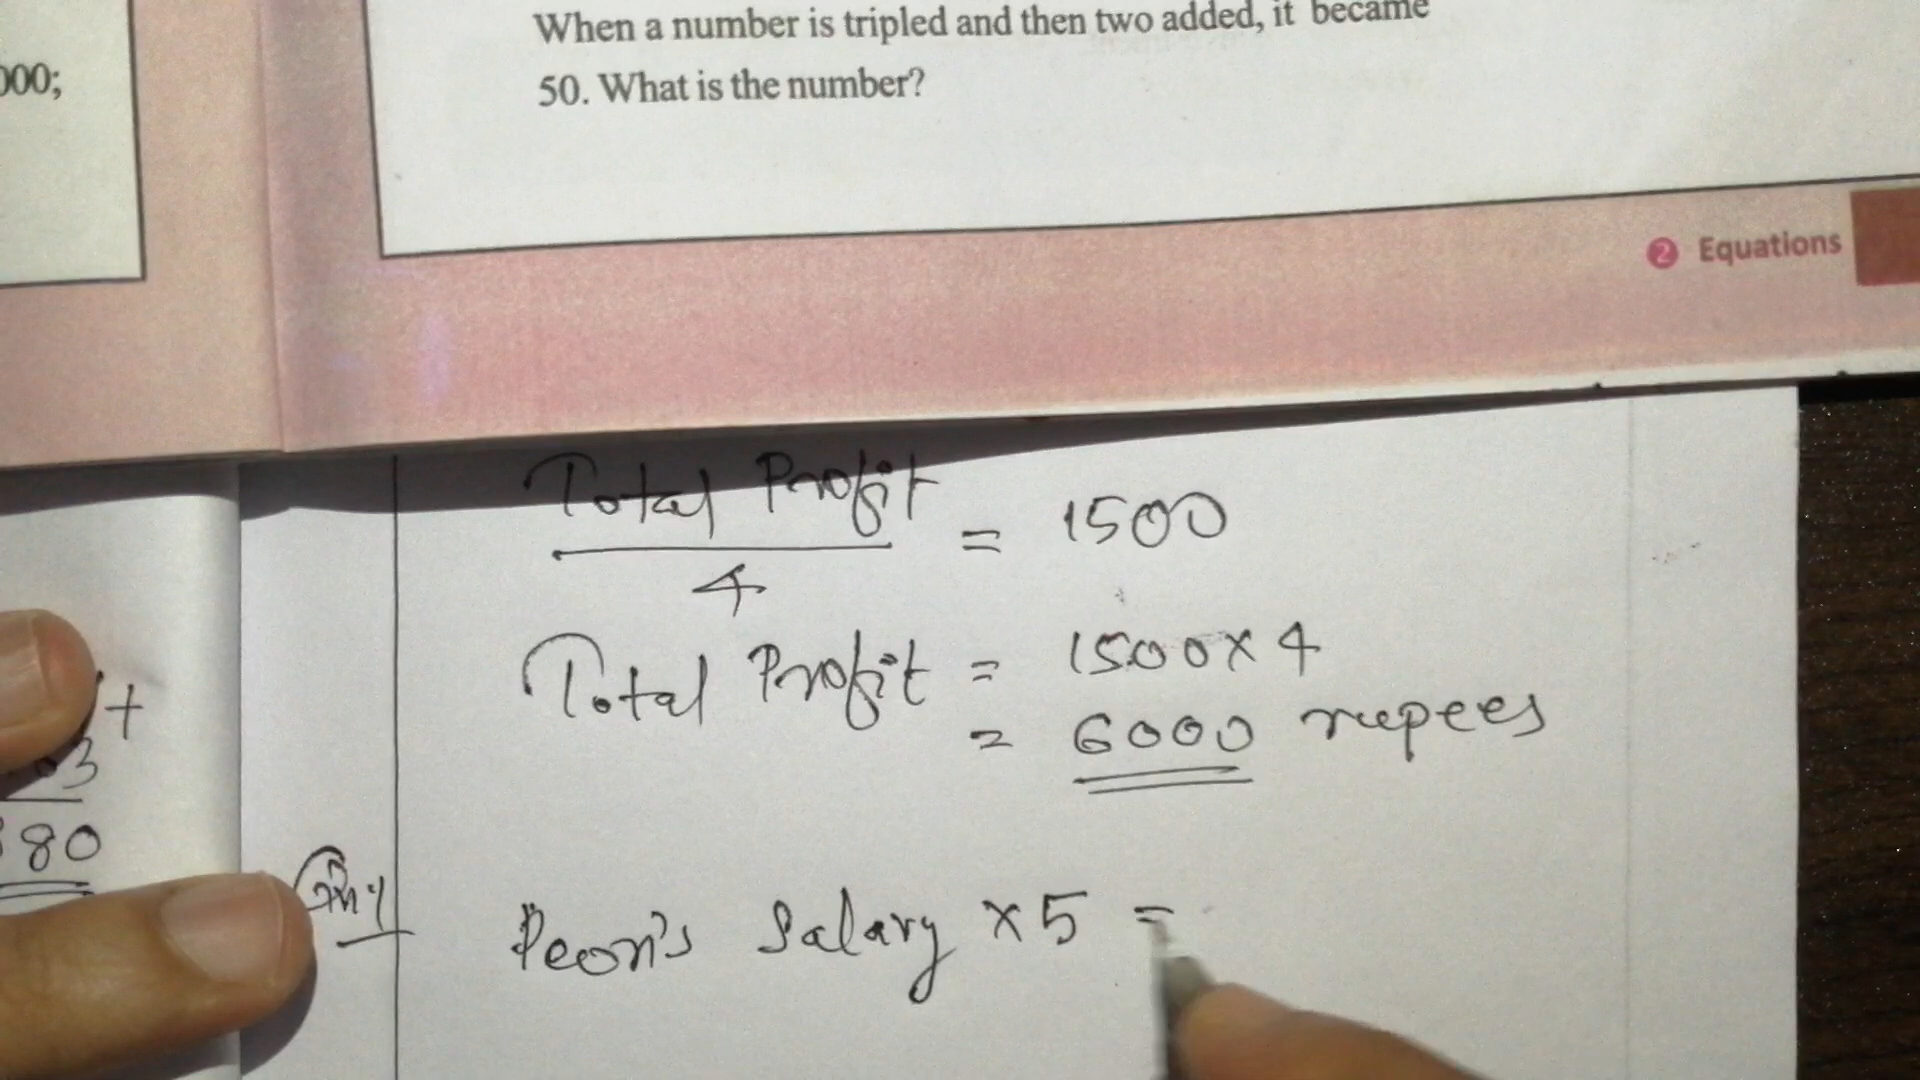 000;
When a number is tripled and then two added, it became
50. What is the number?
2 Equations
Total Profit
4
= 1500
Total Profit = 1500 x 4
= 6000 rupees
+
3
80
Peon's Salary x 5 =